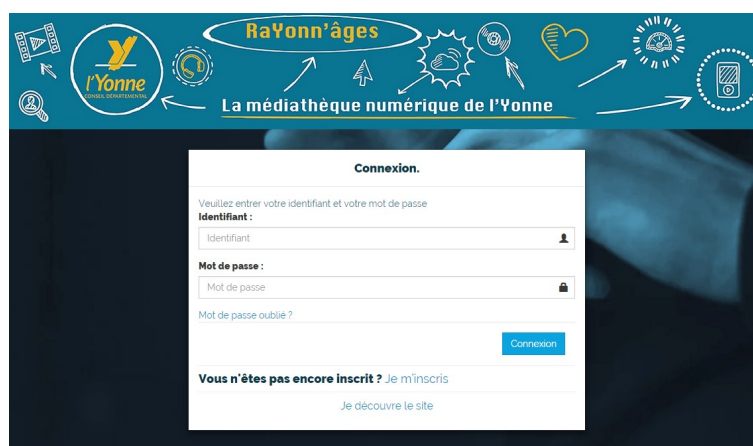 RaYonn'âges
l'Yonne
CONSEIL DÉPARTEMENTAL
La médiathèque numérique de l'Yonne
Connexion.
Veuillez entrer votre identifiant et votre mot de passe
Identifiant :
Identifiant
Mot de passe :
Mot de passe
Mot de passe oublié ?
Connexion
Vous n'êtes pas encore inscrit ? Je m'inscris
Je découvre le site